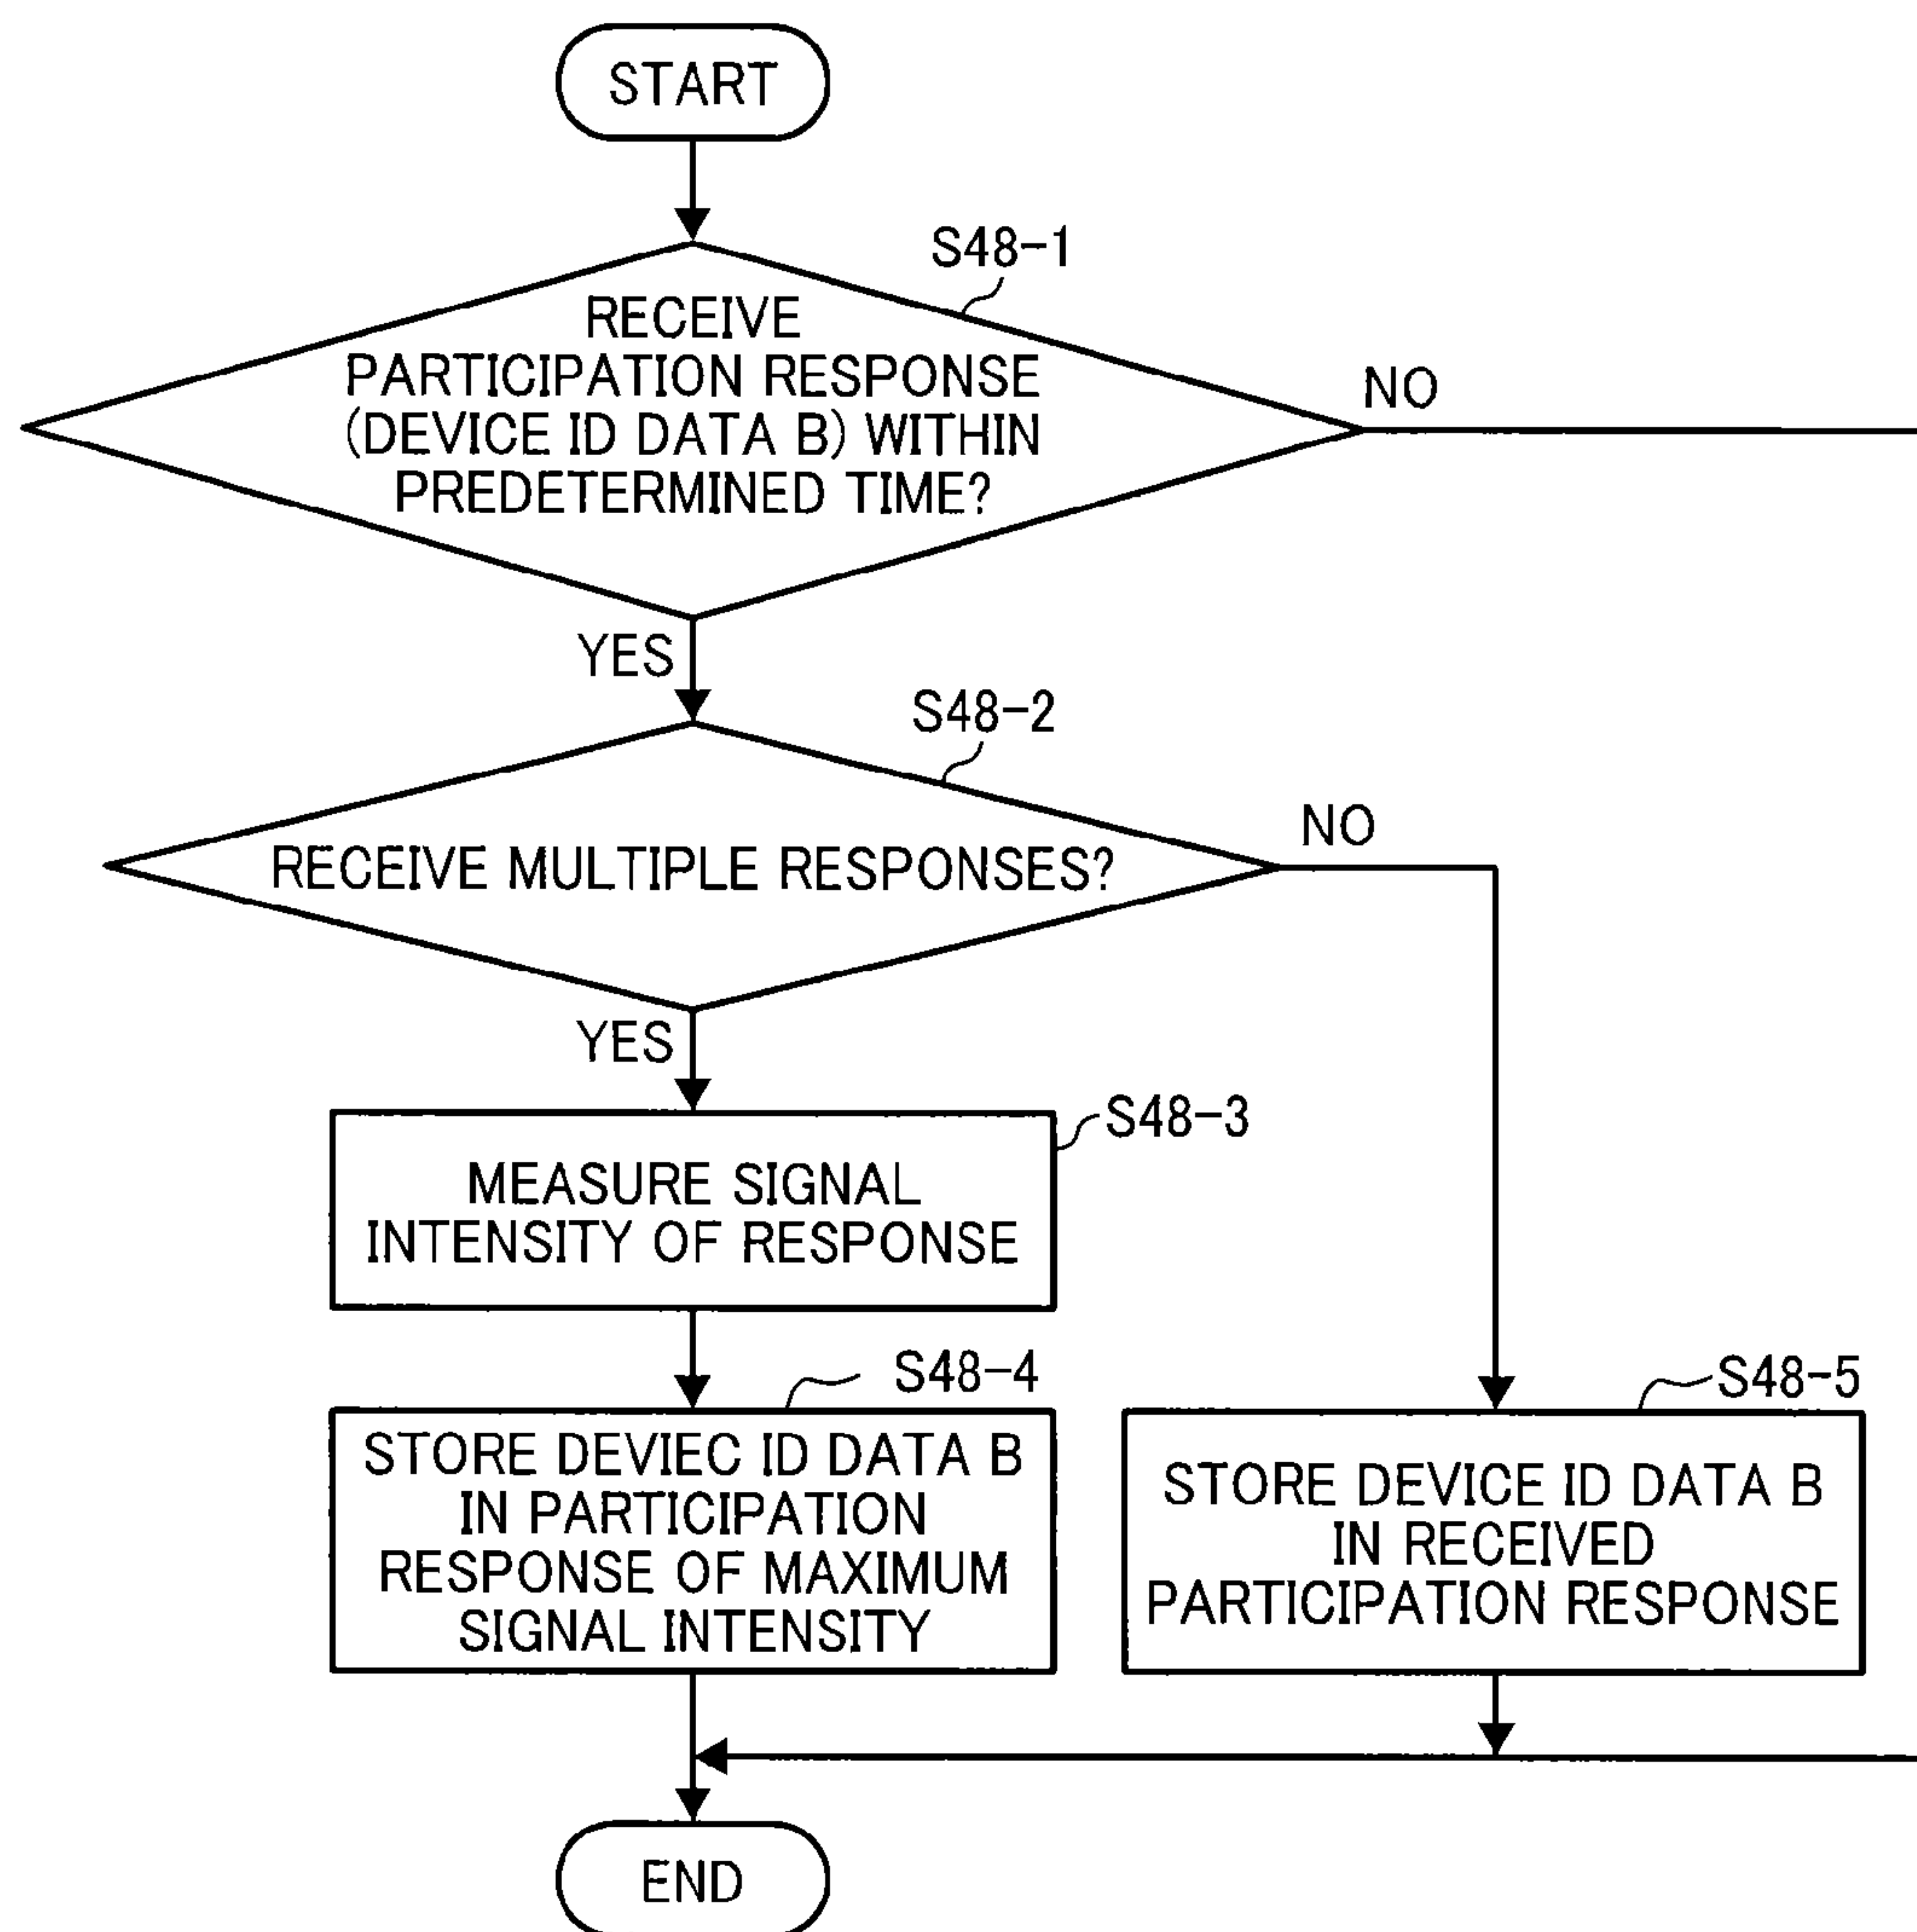 START
S48-1
RECEIVE
PARTICIPATION RESPONSE
(DEVICE ID DATA B) WITHIN
PREDETERMINED TIME?
NO
YES
S48-2
RECEIVE MULTIPLE RESPONSES?
NO
YES
S48-3
MEASURE SIGNAL
INTENSITY OF RESPONSE
S48-4
STORE DEVIEC ID DATA B
IN PARTICIPATION
RESPONSE OF MAXIMUM
SIGNAL INTENSITY
S48-5
STORE DEVICE ID DATA B
IN RECEIVED
PARTICIPATION RESPONSE
END